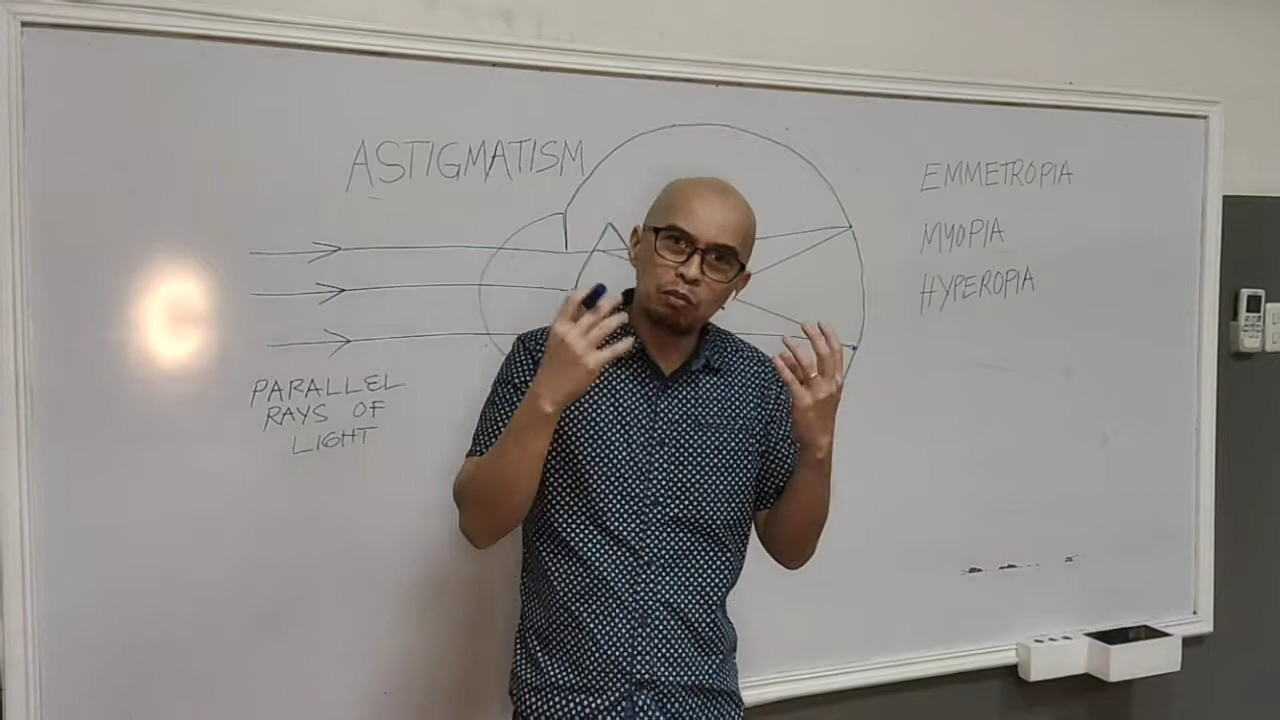 ASTIGMATISM
PARALLEL
RAYS OF
LIGHT
EMMETROPIA
MYOPIA
HYPEROPIA